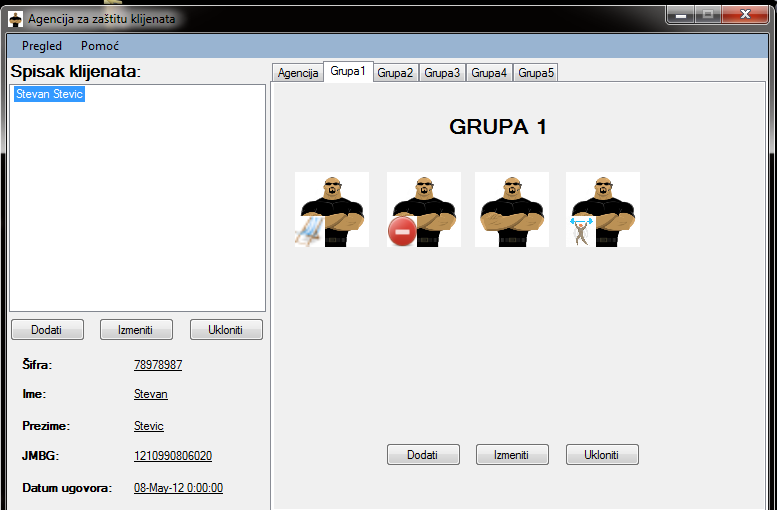 Agencija za zaštitu klijenata
Pregled Pomoć
Spisak klijenata:
Stevan Stevic
Dodati Izmeniti Ukloniti
Šifra: 78978987
Ime: Stevan
Prezime: Stevic
JMBG: 1210990806020
Datum ugovora: 08-May-12 0:00:00
Agencija Grupa1 Grupa2 Grupa3 Grupa4 Grupa5
GRUPA 1
Dodati Izmeniti Ukloniti